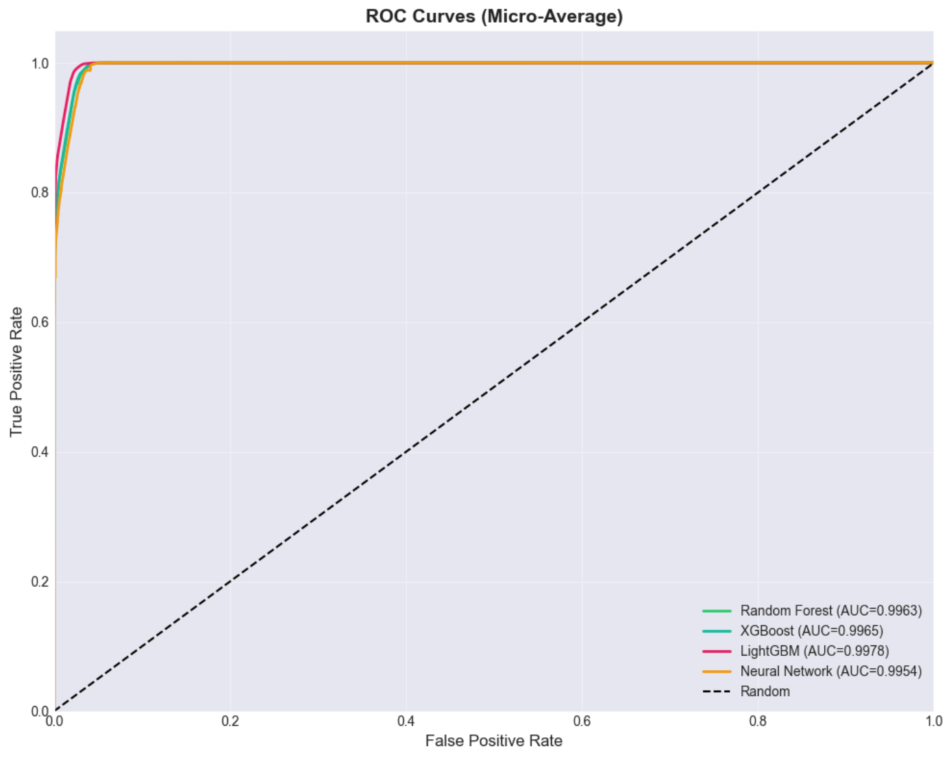 ROC Curves (Micro-Average)
True Positive Rate
1.0
0.8
0.6
0.4
0.2
0.0
0.0 0.2 0.4 0.6 0.8 1.0
False Positive Rate
Random Forest (AUC=0.9963)
XGBoost (AUC=0.9965)
LightGBM (AUC=0.9978)
Neural Network (AUC=0.9954)
Random